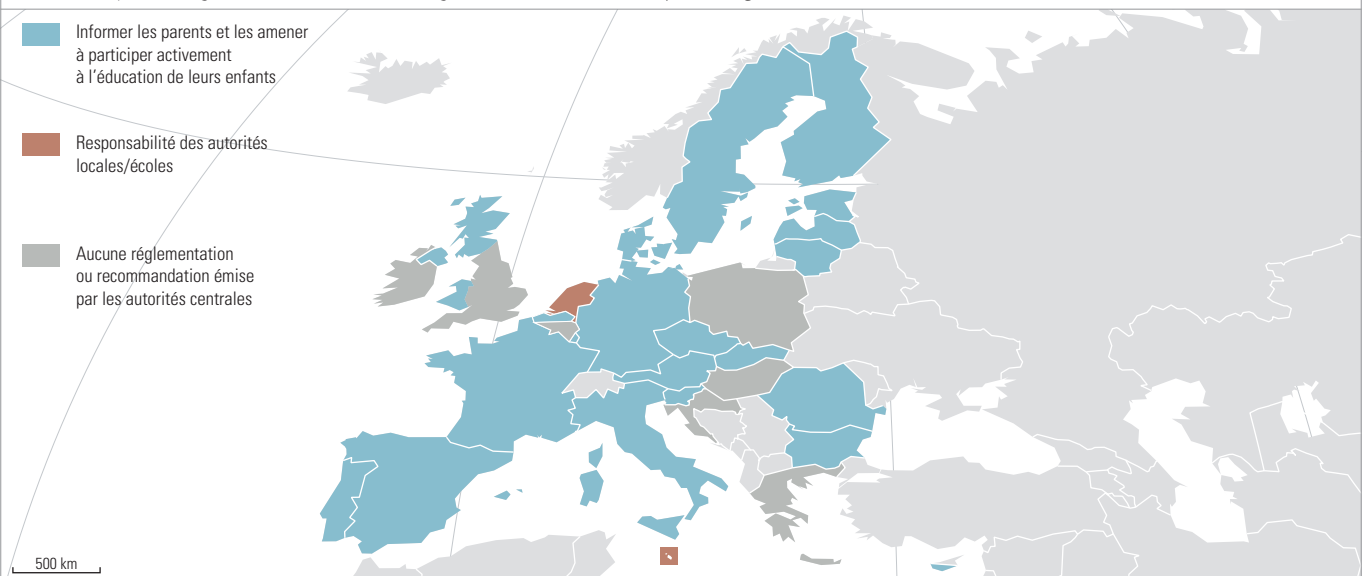 Informer les parents et les amener
à participer activement
à l’éducation de leurs enfants
Responsabilité des autorités
locales/écoles
Aucune réglementation
ou recommandation émise
par les autorités centrales
500 km